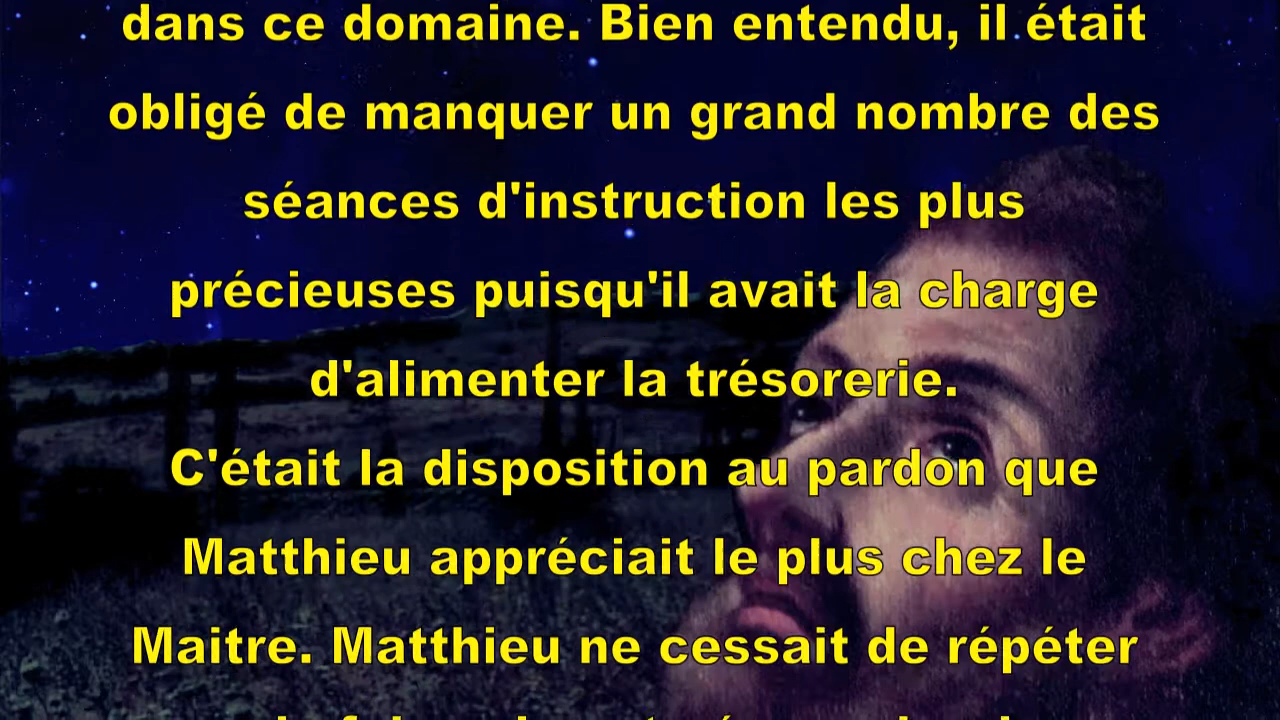 dans ce domaine. Bien entendu, il était
obligé de manquer un grand nombre des
séances d'instruction les plus
précieuses puisqu'il avait la charge
d'alimenter la trésorerie.
C'était la disposition au pardon que
Matthieu appréciait le plus chez le
Maitre. Matthieu ne cessait de répéter